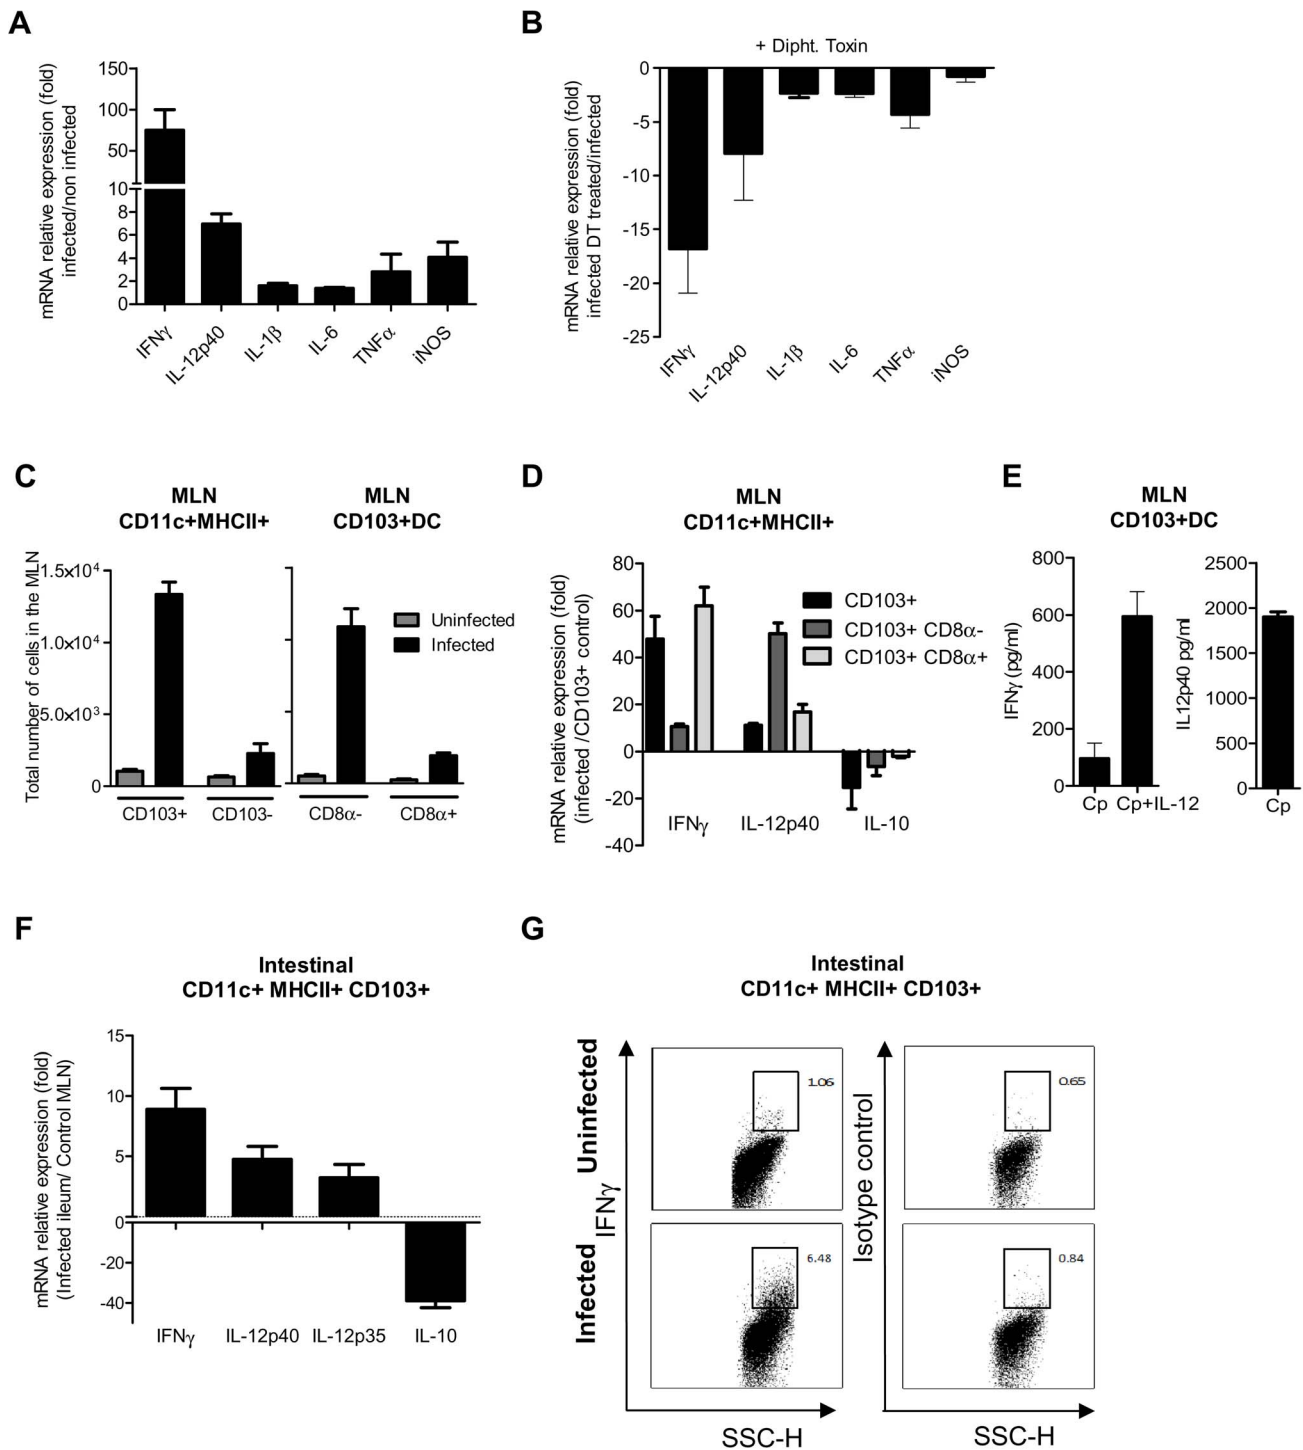 A
mRNA relative expression (fold)
infected/non infected
150
100
50
10
8
6
4
2
0
IFNγ
IL-12p40
IL-1β
IL-6
TNFα
iNOS
B
+ Dipht. Toxin
mRNA relative expression (fold)
infected DT treated/infected
0
-5
-10
-15
-20
-25
IFNγ
IL-12p40
IL-1β
IL-6
TNFα
iNOS
C
MLN
CD11c+MHCII+
MLN
CD103+DC
Total number of cells in the MLN
1.5x10⁴
1.0x10⁴
5.0x10³
0
CD103+
CD103-
CD8α-
CD8α+
Uninfected
Infected
D
MLN
CD11c+MHCII+
mRNA relative expression (fold)
(infected /CD103+ control)
80
60
40
20
0
-20
-40
CD103+
CD103+ CD8α-
CD103+ CD8α+
IFNγ
IL-12p40
IL-10
E
MLN
CD103+DC
IFNγ (pg/ml)
800
600
400
200
0
Cp
Cp+IL-12
IL12p40 pg/ml
2500
2000
1500
1000
500
0
Cp
F
Intestinal
CD11c+ MHCII+ CD103+
mRNA relative expression (fold)
(Infected ileum/ Control MLN)
15
10
5
0
-20
-40
IFNγ
IL-12p40
IL-12p35
IL-10
G
Intestinal
CD11c+ MHCII+ CD103+
Uninfected
Infected
IFNγ
Isotype control
1.06
0.65
6.48
0.84
SSC-H
SSC-H